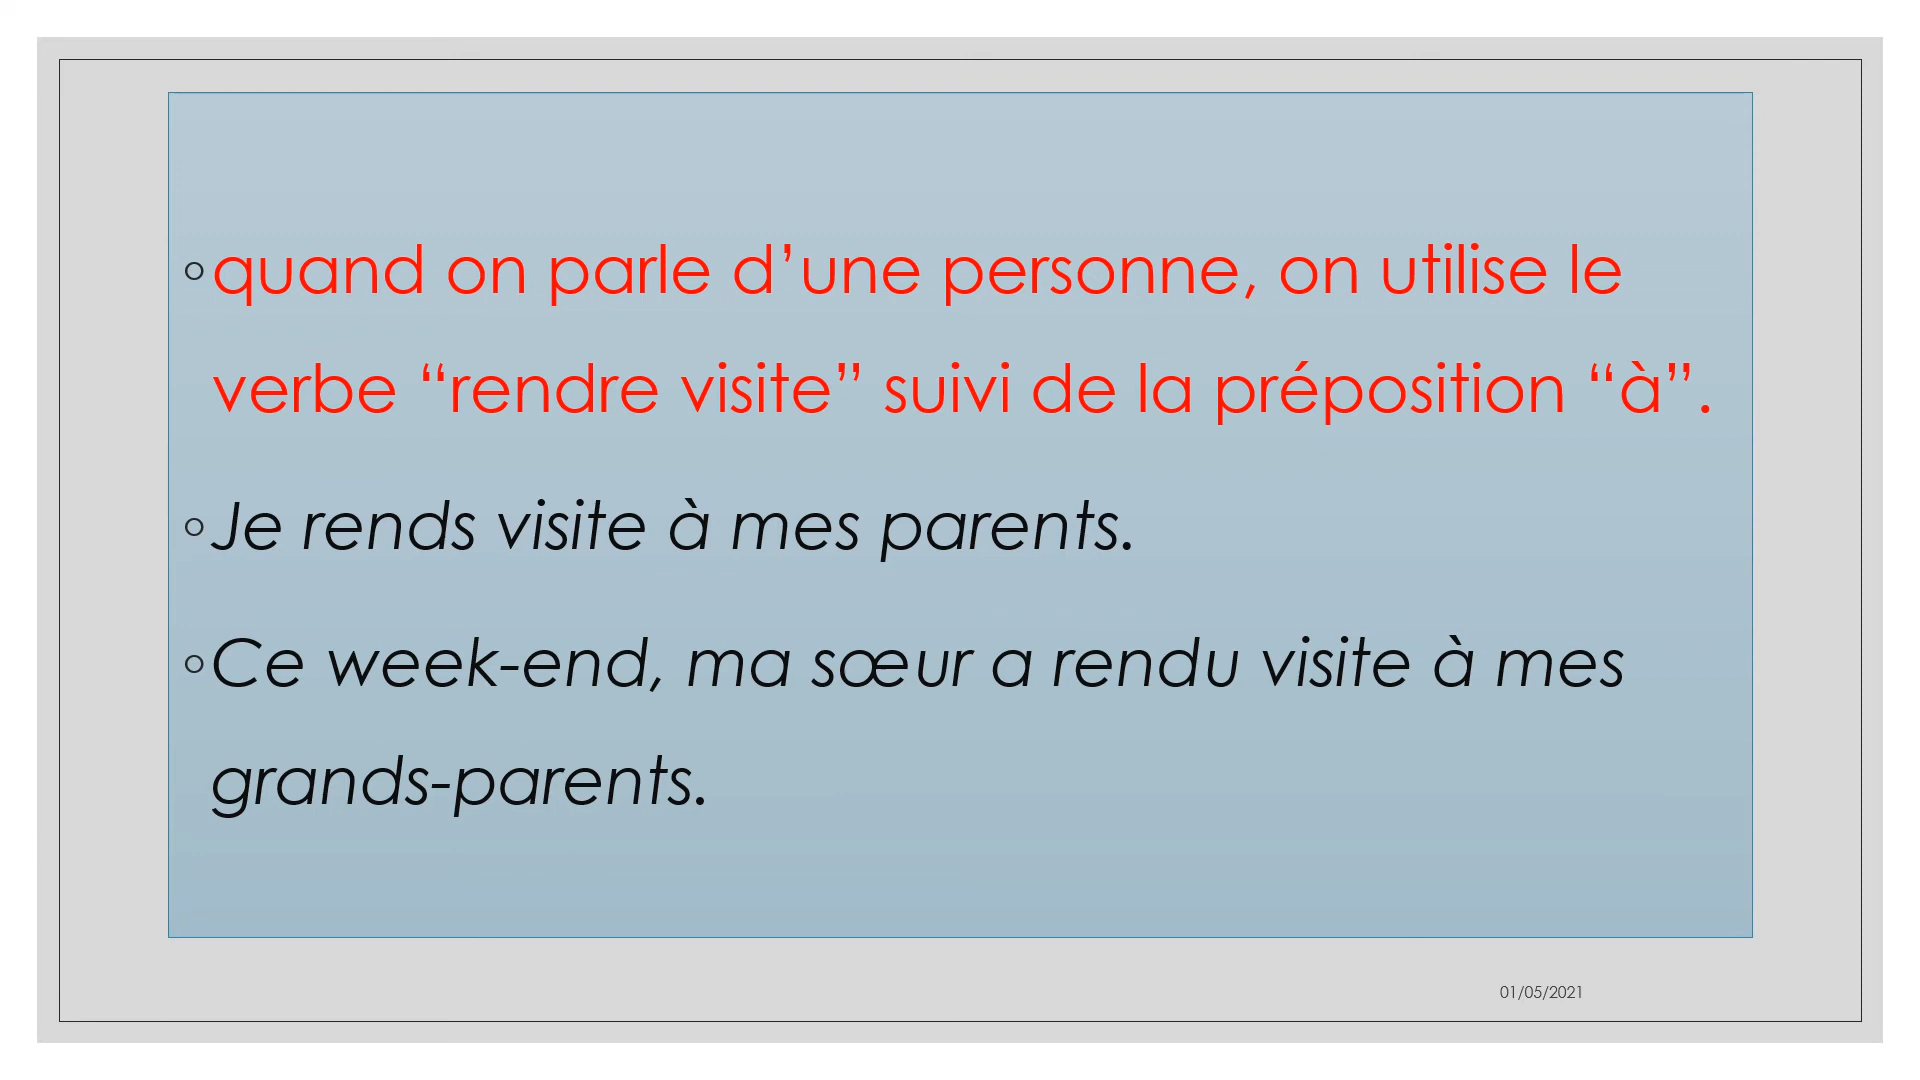 ◦quand on parle d’une personne, on utilise le
verbe “rendre visite” suivi de la préposition “à”.
◦Je rends visite à mes parents.
◦Ce week-end, ma sœur a rendu visite à mes
grands-parents.
01/05/2021